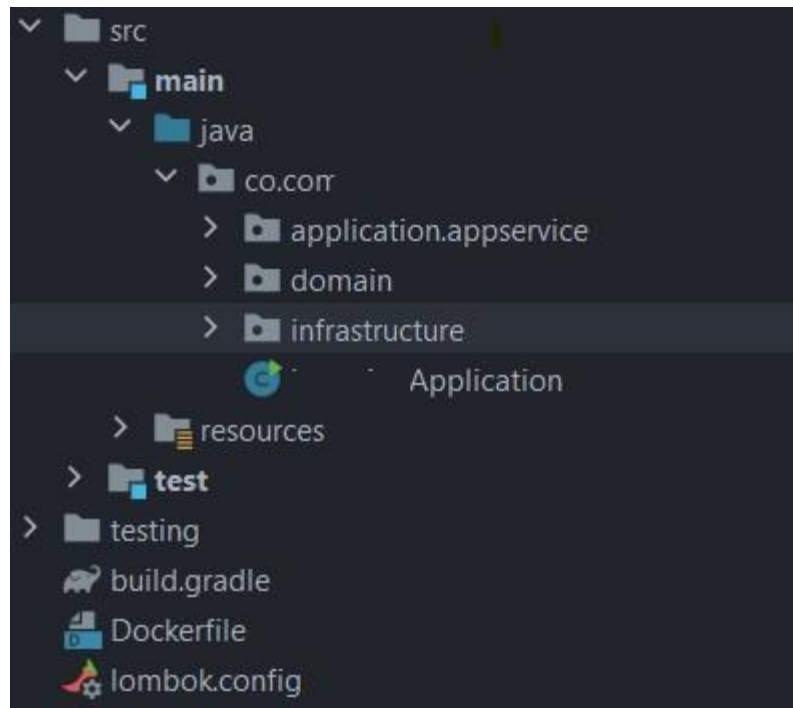 src
main
java
co.com
application.appservice
domain
infrastructure
Application
resources
test
testing
build.gradle
Dockerfile
lombok.config